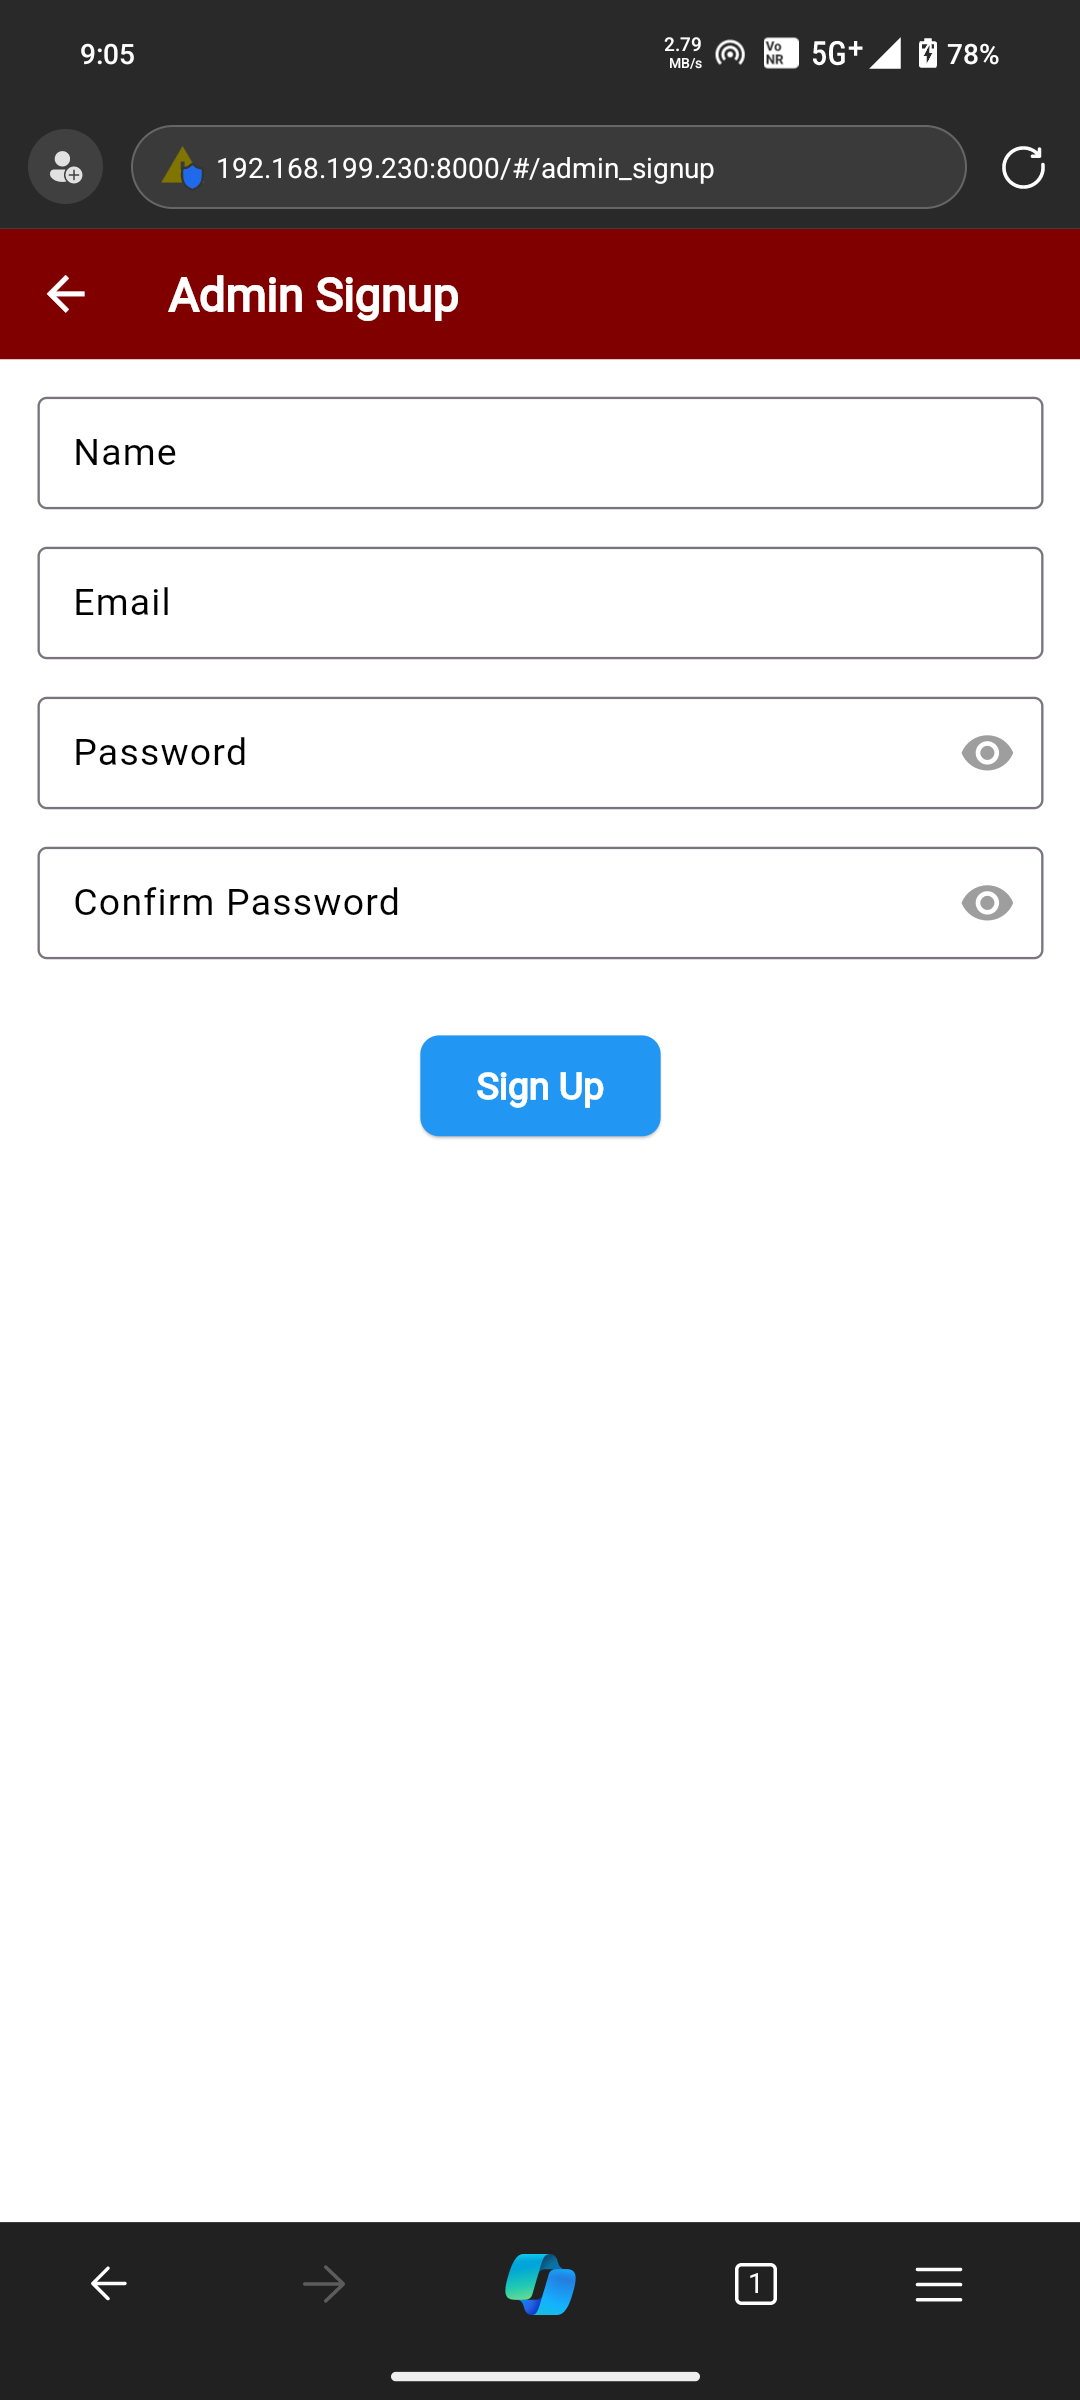 9:05
2.79
MB/s
Vo
NR
5G+
78%
192.168.199.230:8000/#/admin_signup
Admin Signup
Name
Email
Password
Confirm Password
Sign Up
1